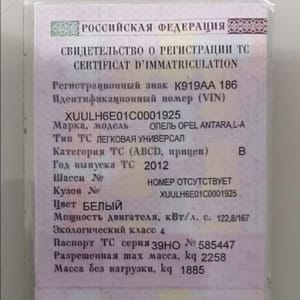 РОССИЙСКАЯ ФЕДЕРАЦИЯ
СВИДЕТЕЛЬСТВО О РЕГИСТРАЦИИ ТС
CERTIFICAT D'IMMATRICULATION
Регистрационный знак К919АА 186
Идентификационный номер (VIN)
XUULH6E01C0001925
Марка, модель ОПЕЛЬ OPEL ANTARA,L-A
Тип ТС ЛЕГКОВАЯ УНИВЕРСАЛ
Категория ТС (ABCD, прицеп) B
Год выпуска ТС 2012
Шасси № НОМЕР ОТСУТСТВУЕТ
Кузов № XUULH6E01C0001925
Цвет БЕЛЫЙ
Мощность двигателя, кВт/л. с. 122,8/167
Экологический класс 4
Паспорт ТС серия 39НО № 585447
Разрешенная max масса, kg 2258
Масса без нагрузки, kg 1885